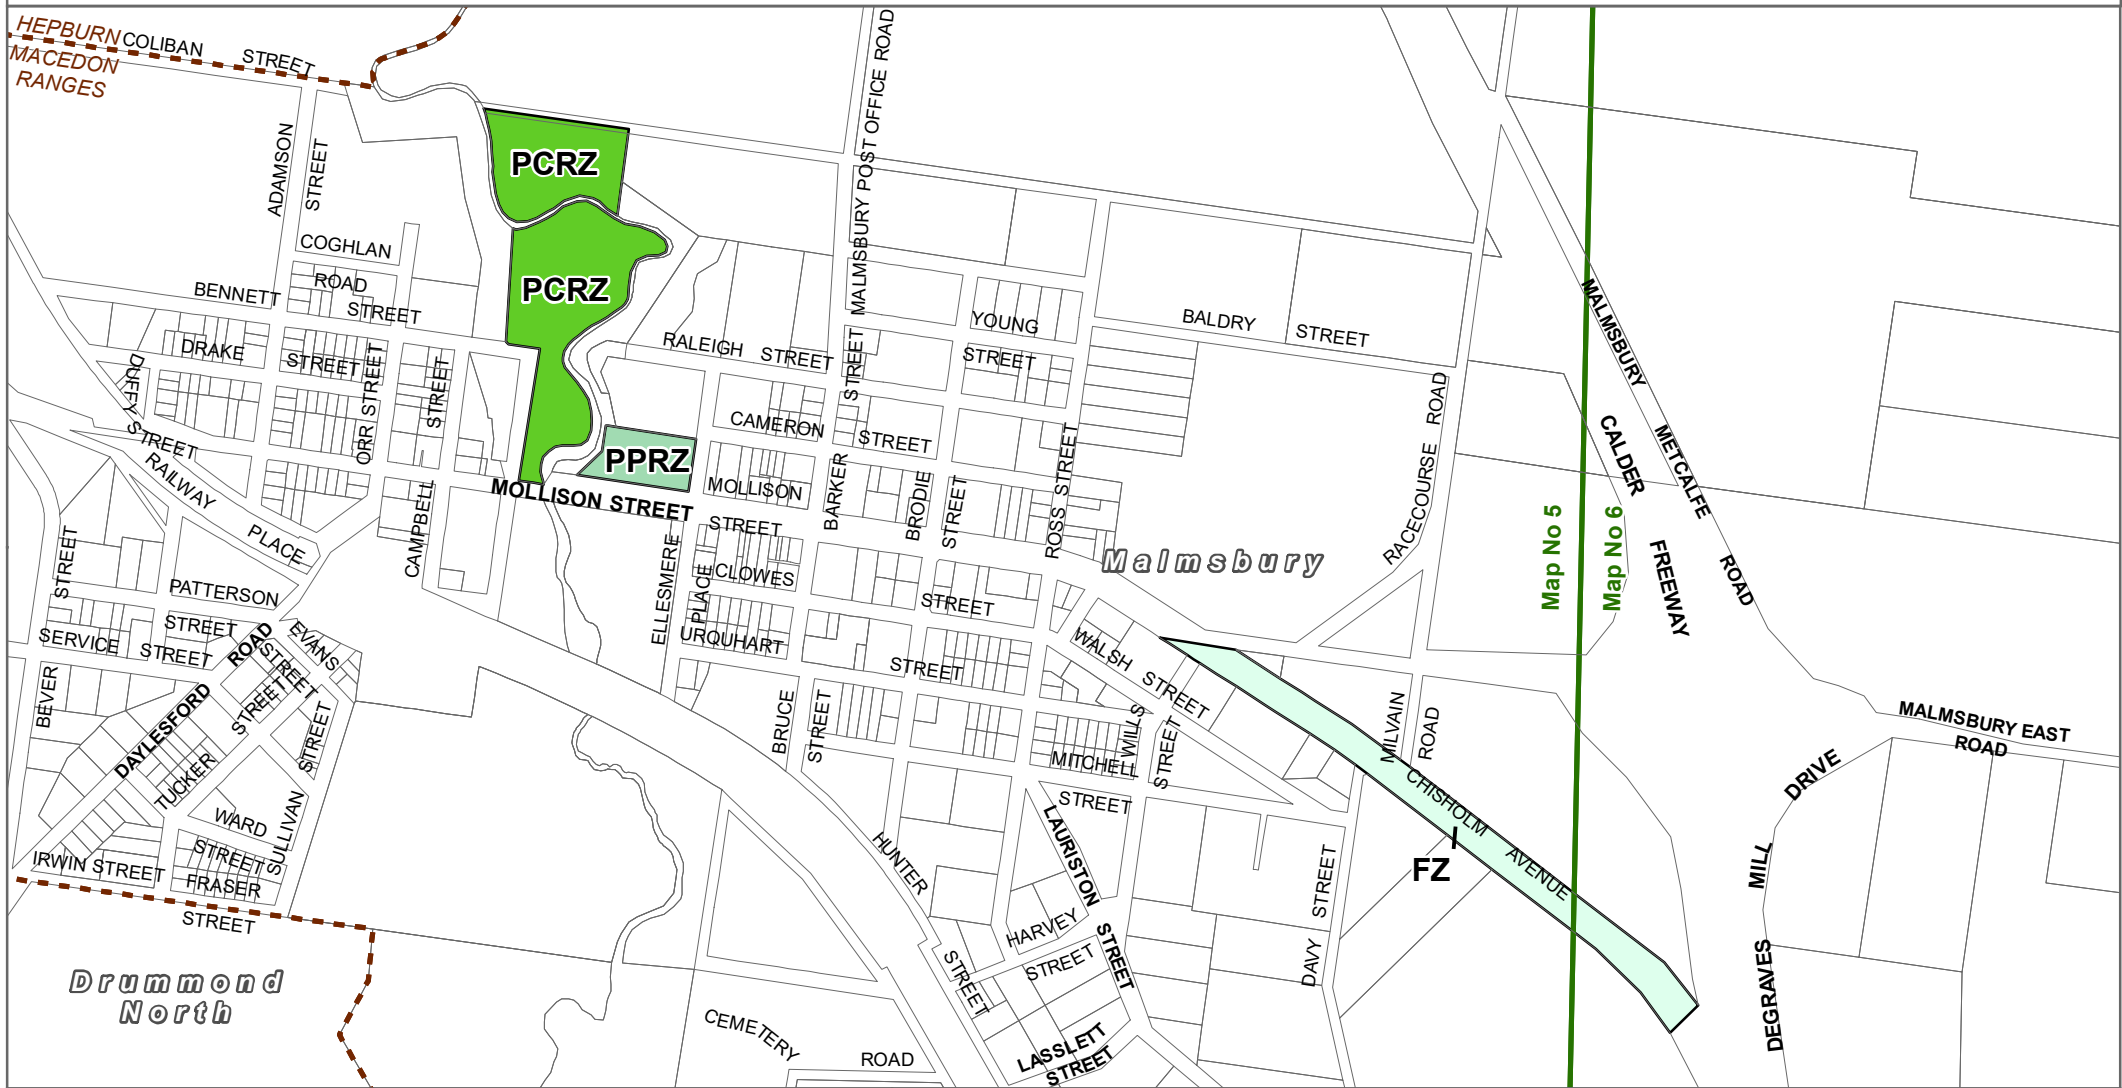 HEPBURN
MACEDON
RANGES
COLIBAN
STREET
MALMSBURY POST OFFICE ROAD
ADAMSON
STREET
PCRZ
PCRZ
PPRZ
COGHLAN
ROAD
BENNETT
STREET
DRAKE
STREET
DUFFY STREET
ORR STREET
STREET
CAMPBELL
RAILWAY
PLACE
RALEIGH
STREET
STREET
YOUNG
STREET
BALDRY
STREET
CAMERON
STREET
MOLLISON STREET
MOLLISON
STREET
BARKER
BRODIE
STREET
ROSS STREET
RACECOURSE ROAD
MALMSBURY
METCALFE
ROAD
CALDER
FREEWAY
Map No 5
Map No 6
Malmsbury
STREET
BEVER
PATTERSON
STREET
SERVICE
STREET
ROAD
DAYLESFORD
EVANS
STREET
STREET
TUCKER
STREET
SULLIVAN
WARD
STREET
FRASER
STREET
IRWIN STREET
ELLESMERE
PLACE
CLOWES
STREET
URQUHART
STREET
BRUCE
STREET
WALSH
STREET
WILLS
STREET
MITCHELL
STREET
MILVAIN
ROAD
CHISHOLM
AVENUE
FZ
MALMSBURY EAST
ROAD
DRIVE
MILL
DEGRAVES
HUNTER
STREET
LAURISTON
STREET
HARVEY
STREET
DAVY
STREET
LASSLETT
STREET
CEMETERY
ROAD
Drummond
North